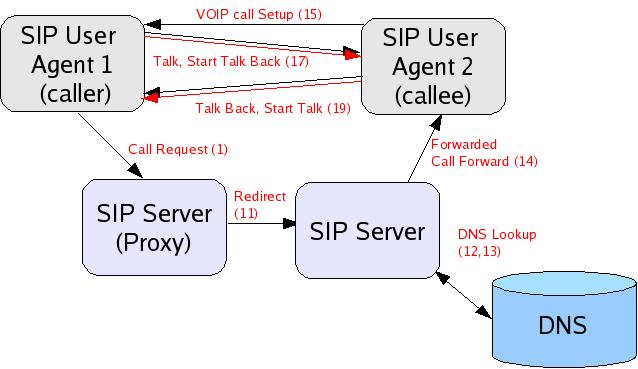 VOIP call Setup (15)
SIP User
Agent 1
(caller)
SIP User
Agent 2
(callee)
Talk, Start Talk Back (17)
Talk Back, Start Talk (19)
Call Request (1)
Forwarded
Call Forward (14)
SIP Server
(Proxy)
Redirect
(11)
SIP Server
DNS Lookup
(12,13)
DNS